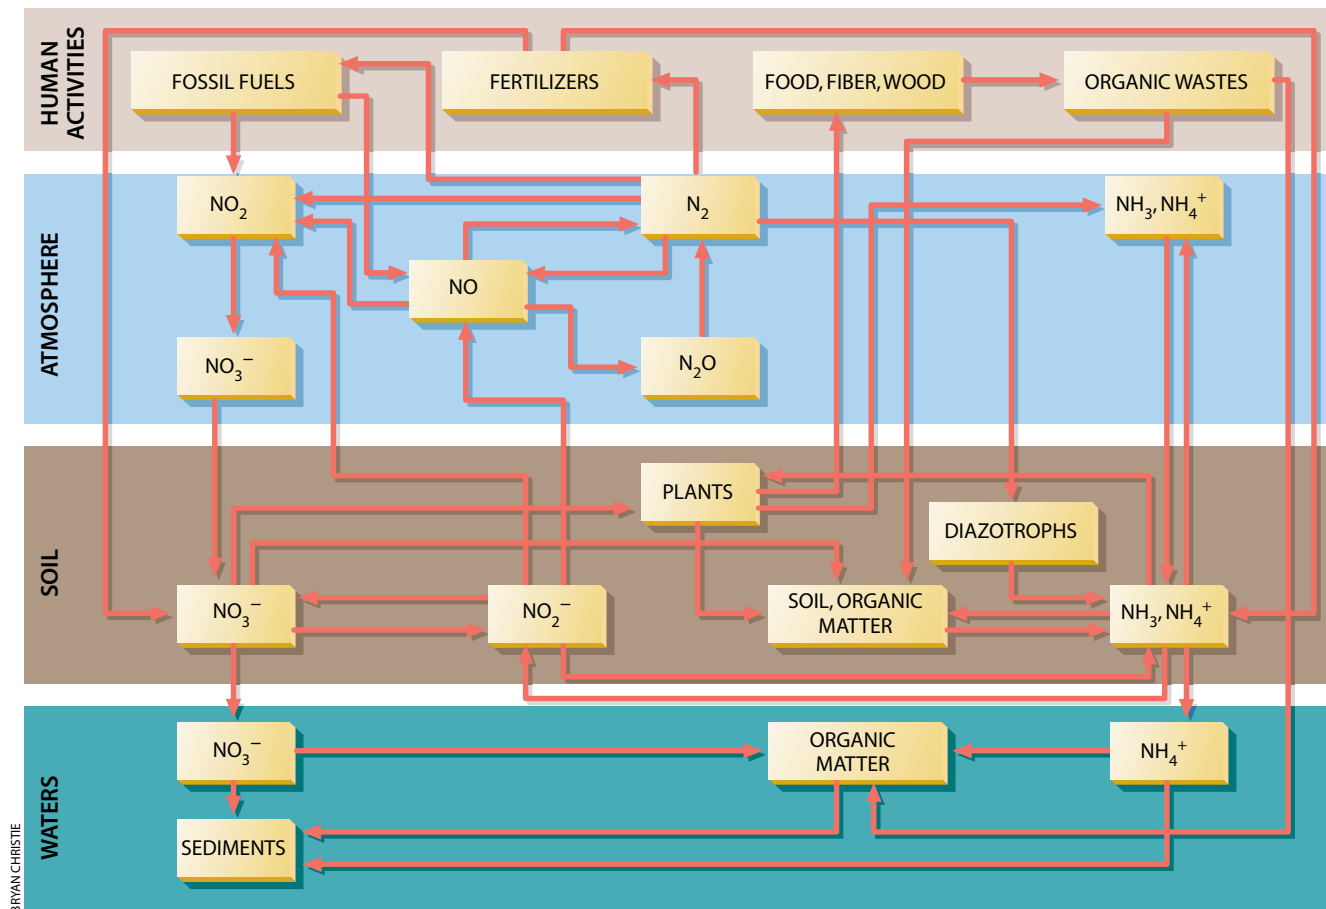 HUMAN
ACTIVITIES
FOSSIL FUELS
FERTILIZERS
FOOD, FIBER, WOOD
ORGANIC WASTES
ATMOSPHERE
NO₂
N₂
NH₃, NH₄⁺
NO
NO₃⁻
N₂O
SOIL
PLANTS
DIAZOTROPHS
NO₃⁻
NO₂⁻
SOIL, ORGANIC
MATTER
NH₃, NH₄⁺
WATERS
NO₃⁻
ORGANIC
MATTER
NH₄⁺
SEDIMENTS
BRYAN CHRISTIE